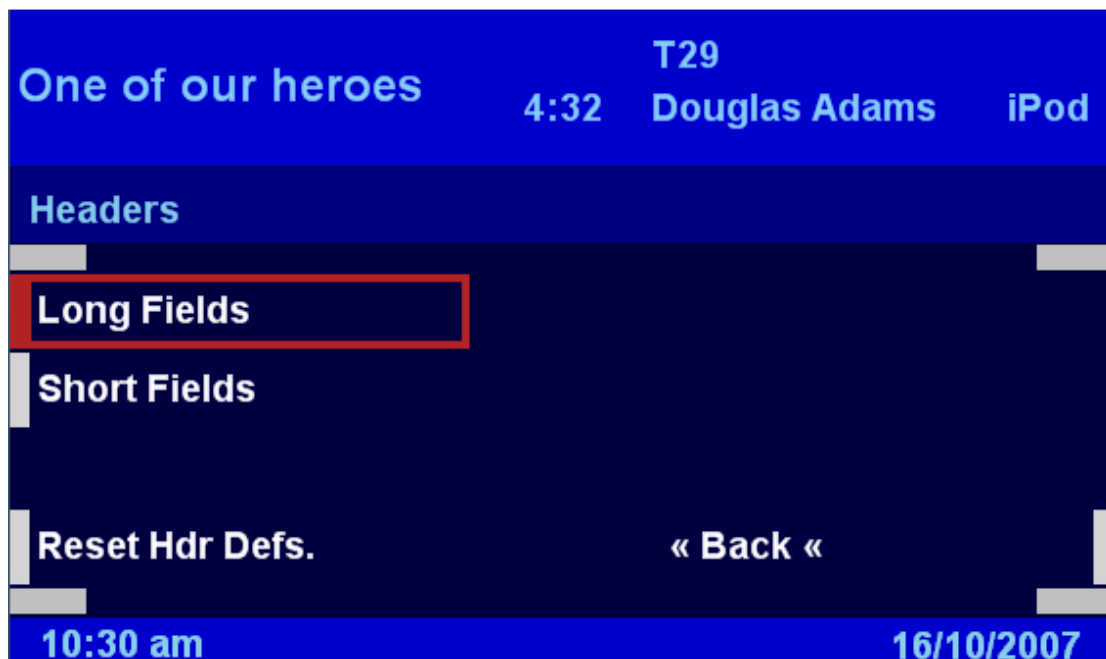 One of our heroes
T29
4:32 Douglas Adams iPod
Headers
Long Fields
Short Fields
Reset Hdr Defs. « Back «
10:30 am 16/10/2007